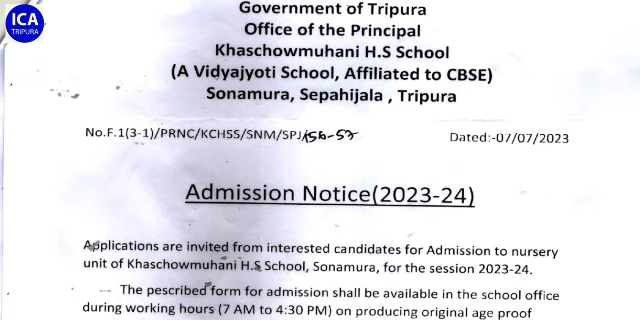 ICA
TRIPURA
Government of Tripura
Office of the Principal
Khaschowmuhani H.S School
(A Vidyajyoti School, Affiliated to CBSE)
Sonamura, Sepahijala , Tripura
No.F.1(3-1)/PRNC/KCHSS/SNM/SPJ/156-57
Dated:-07/07/2023
Admission Notice(2023-24)
Applications are invited from interested candidates for Admission to nursery
unit of Khaschowmuhani H.S School, Sonamura, for the session 2023-24.
The pescribed form for admission shall be available in the school office
during working hours (7 AM to 4:30 PM) on producing original age proof